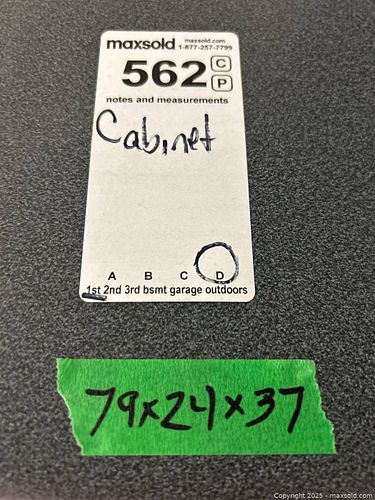 maxsold maxsold.com
1-877-257-7799
562 C
P
notes and measurements
Cabinet
A B C D
1st 2nd 3rd bsmt garage outdoors
79x24x37
Copyright 2025 - maxsold.com